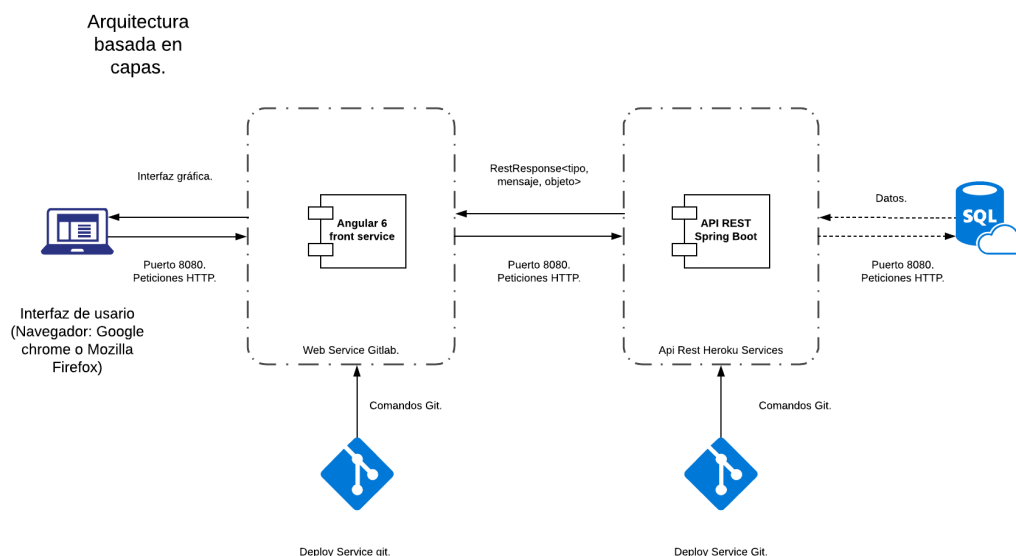 Arquitectura
basada en
capas.
Interfaz gráfica.
Puerto 8080.
Peticiones HTTP.
Interfaz de usario
(Navegador: Google
chrome o Mozilla
Firefox)
Angular 6
front service
Web Service Gitlab.
RestResponse<tipo,
mensaje, objeto>
Puerto 8080.
Peticiones HTTP.
API REST
Spring Boot
Api Rest Heroku Services
Datos.
SQL
Puerto 8080.
Peticiones HTTP.
Comandos Git.
Comandos Git.
Deploy Service git.
Deploy Service Git.